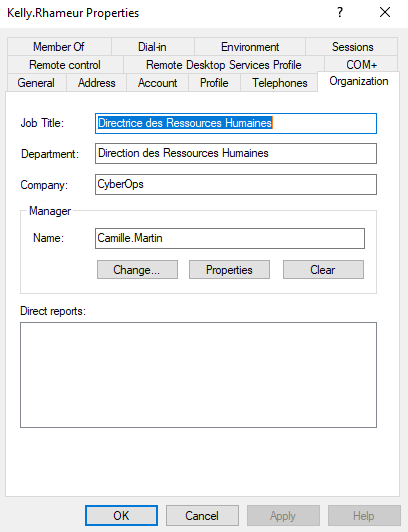 Kelly.Rhameur Properties
?
Member Of Dial-in Environment Sessions
Remote control Remote Desktop Services Profile COM+
General Address Account Profile Telephones Organization
Job Title: Directrice des Ressources Humaines
Department: Direction des Ressources Humaines
Company: CyberOps
Manager
Name: Camille.Martin
Change... Properties Clear
Direct reports:
OK Cancel Apply Help